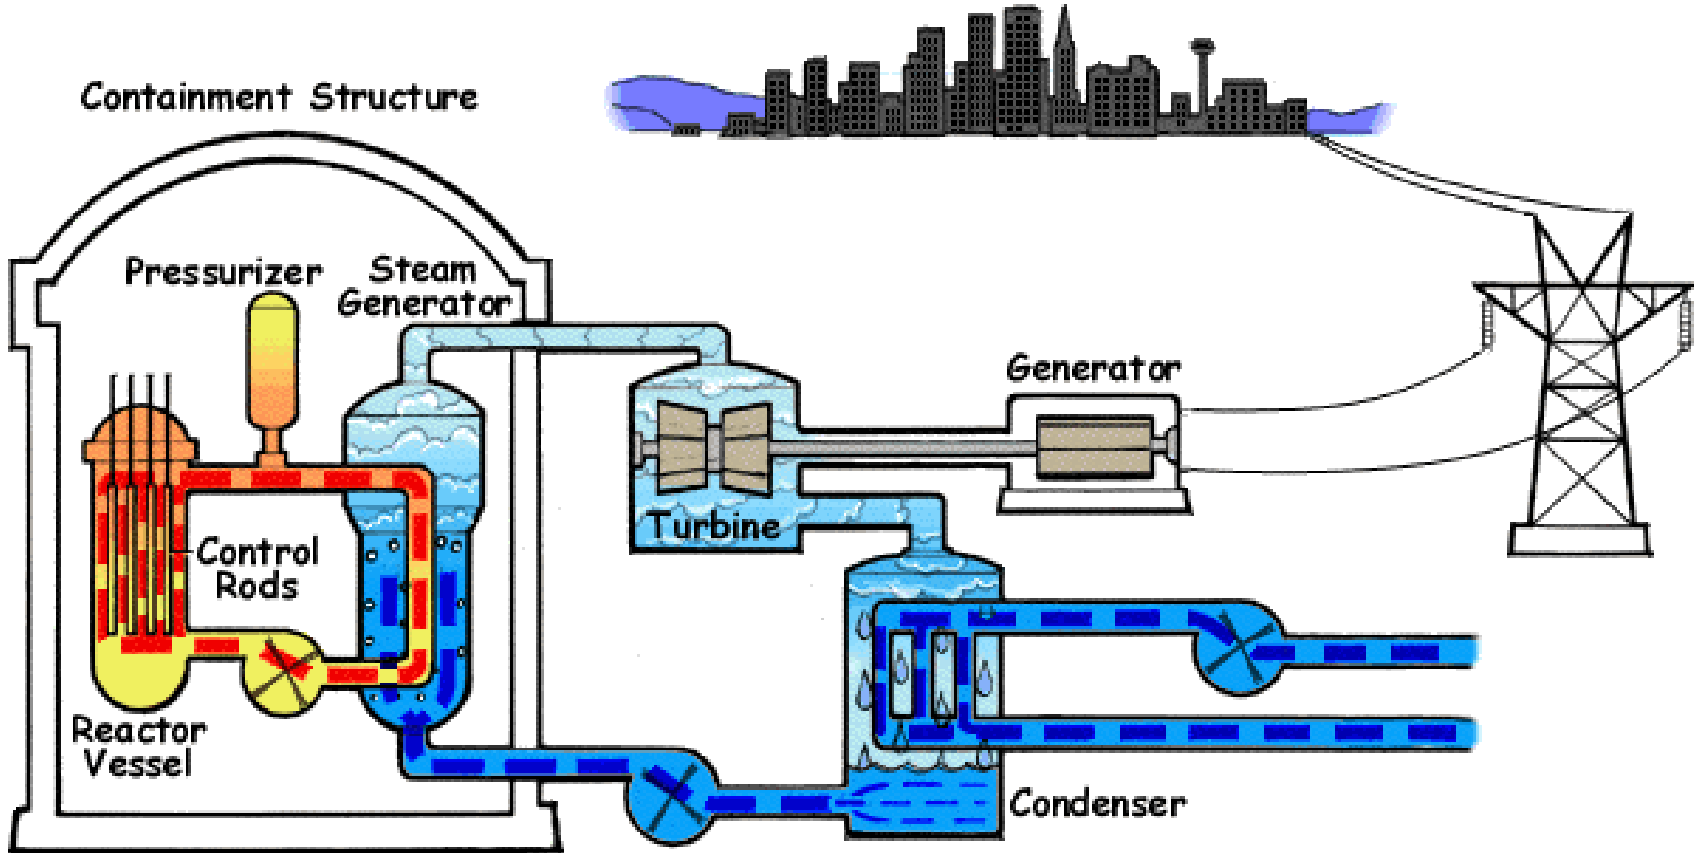 Containment Structure
Pressurizer
Steam
Generator
Generator
Turbine
Control
Rods
Reactor
Vessel
Condenser